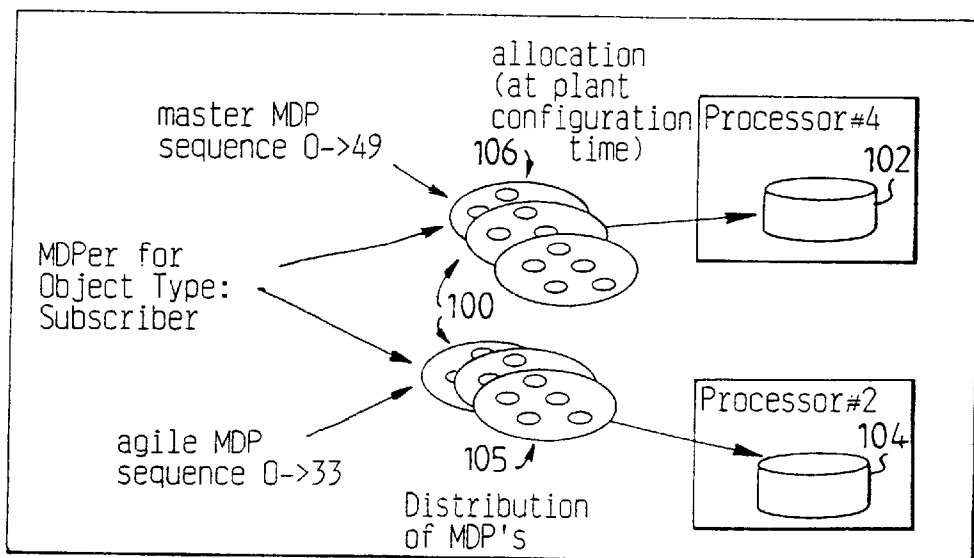 allocation
(at plant
configuration
time)
master MDP
sequence 0->49
106
Processor#4
102
MDPer for
Object Type:
Subscriber
100
agile MDP
sequence 0->33
105
Distribution
of MDP's
Processor#2
104